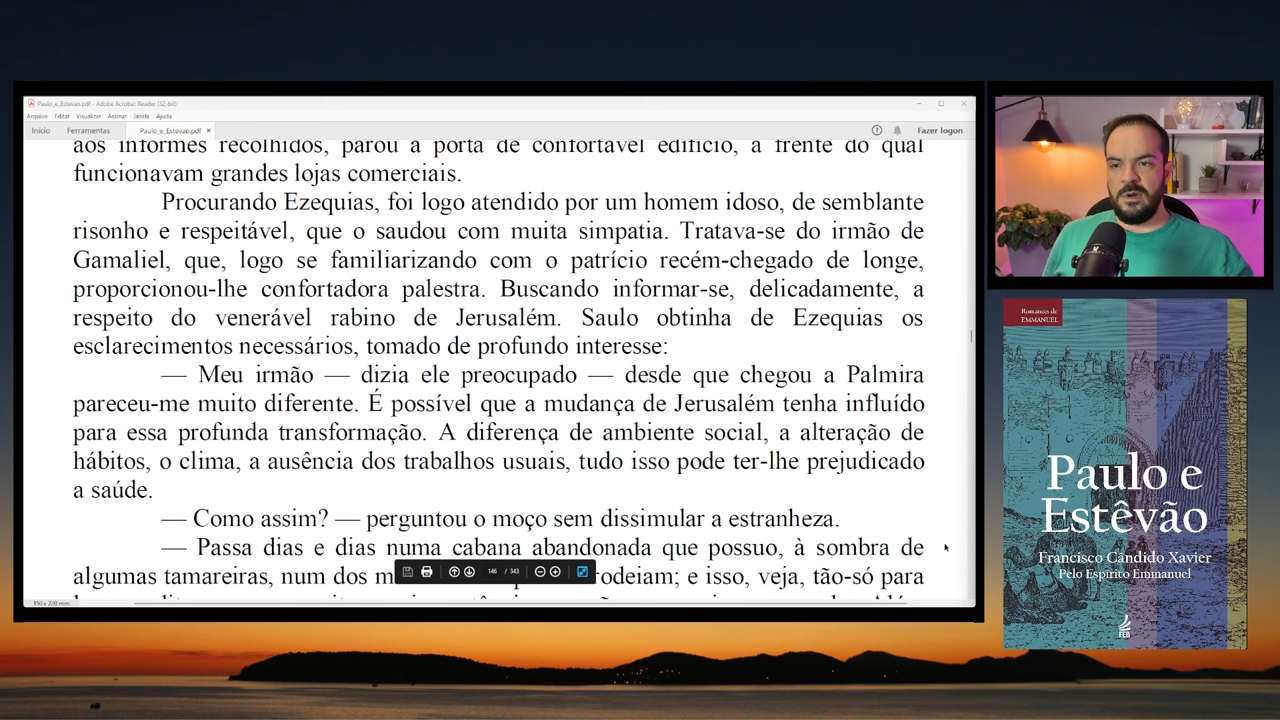 Paulo_e_Estevao.pdf - Adobe Acrobat Reader (32-bit)
Arquivo Editar Visualizar Assinar Janela Ajuda
Início Ferramentas Paulo_e_Estevao.pdf × Fazer logon
aos informes recolhidos, parou à porta de confortável edifício, à frente do qual
funcionavam grandes lojas comerciais.
Procurando Ezequias, foi logo atendido por um homem idoso, de semblante
risonho e respeitável, que o saudou com muita simpatia. Tratava-se do irmão de
Gamaliel, que, logo se familiarizando com o patrício recém-chegado de longe,
proporcionou-lhe confortadora palestra. Buscando informar-se, delicadamente, a
respeito do venerável rabino de Jerusalém. Saulo obtinha de Ezequias os
esclarecimentos necessários, tomado de profundo interesse:
— Meu irmão — dizia ele preocupado — desde que chegou a Palmira
pareceu-me muito diferente. É possível que a mudança de Jerusalém tenha influído
para essa profunda transformação. A diferença de ambiente social, a alteração de
hábitos, o clima, a ausência dos trabalhos usuais, tudo isso pode ter-lhe prejudicado
a saúde.
— Como assim? — perguntou o moço sem dissimular a estranheza.
— Passa dias e dias numa cabana abandonada que possuo, à sombra de
algumas tamareiras, num dos rodeiam; e isso, veja, tão-só para
146 / 343
150 x 220 mm
Romances de
EMMANUEL
Paulo e
Estêvão
Francisco Cândido Xavier
Pelo Espírito Emmanuel
FEB